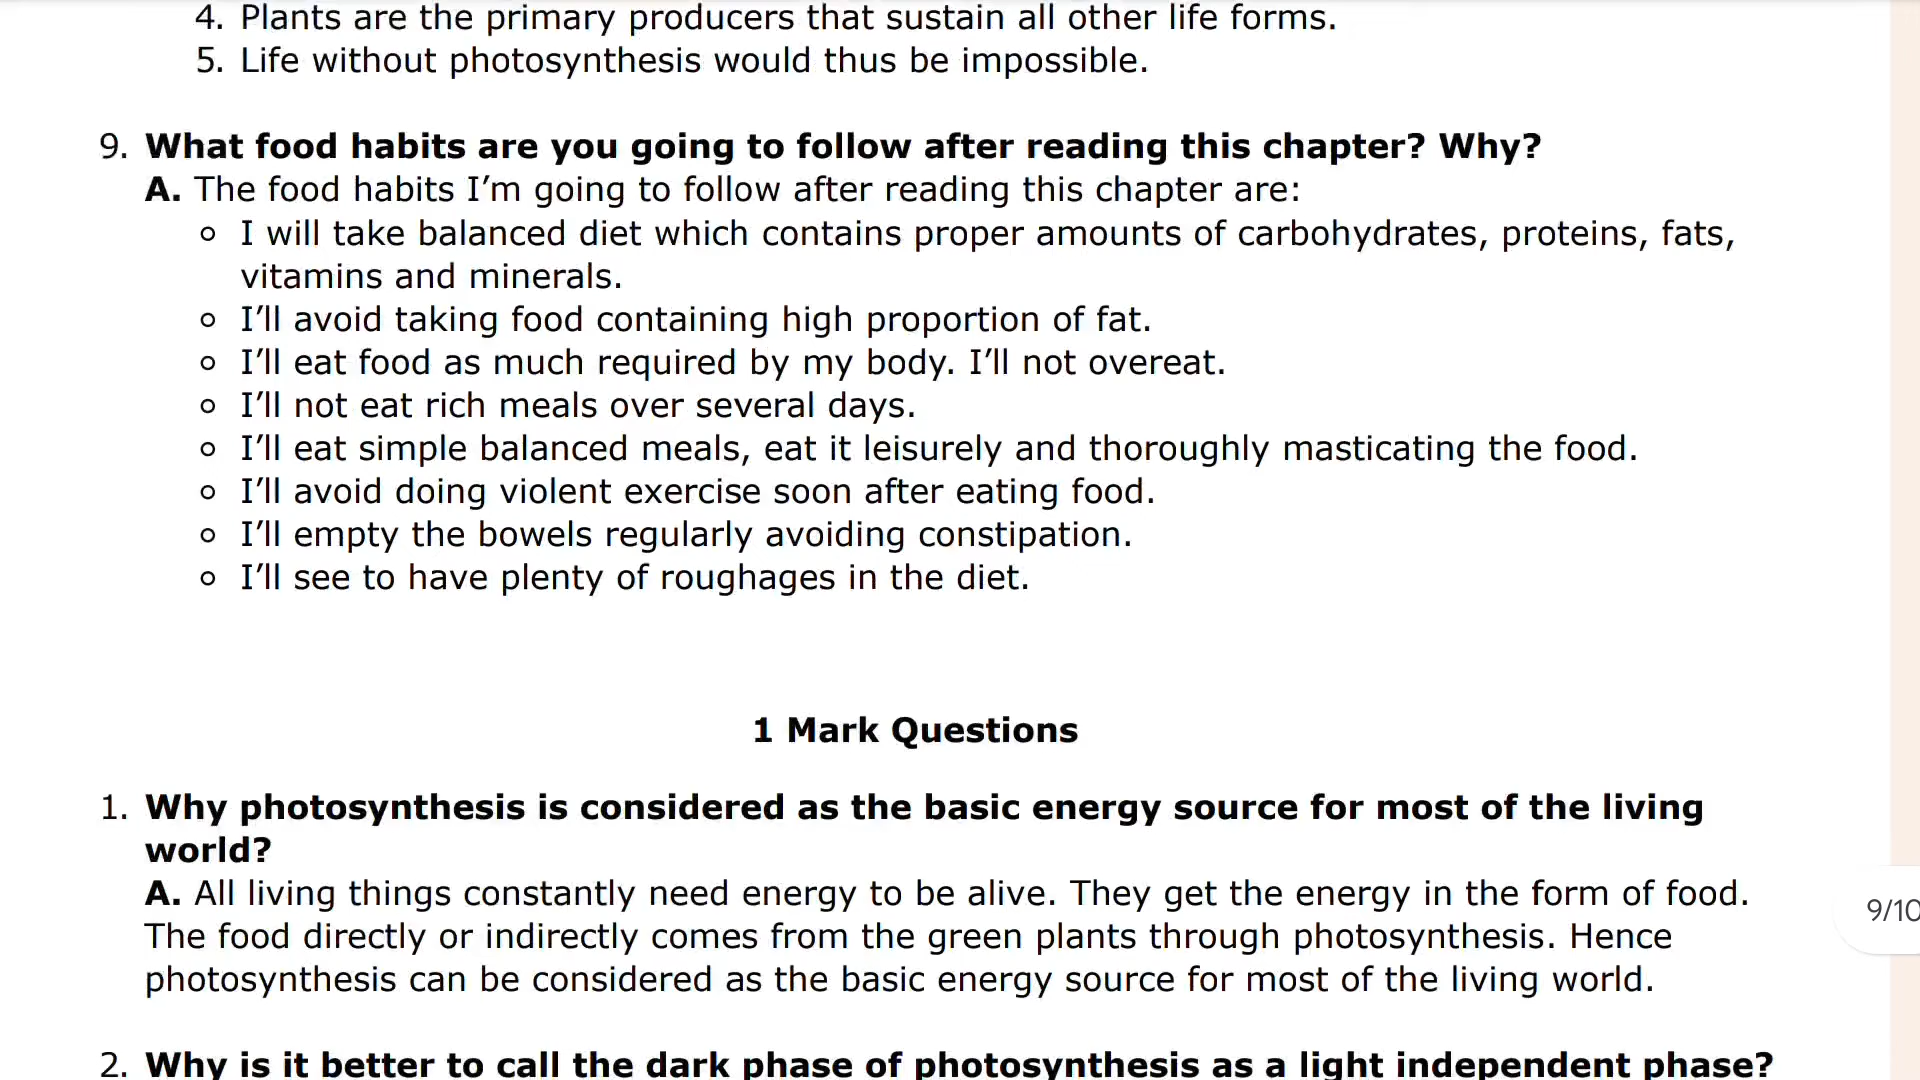 4. Plants are the primary producers that sustain all other life forms.
5. Life without photosynthesis would thus be impossible.
9. What food habits are you going to follow after reading this chapter? Why?
A. The food habits I’m going to follow after reading this chapter are:
o I will take balanced diet which contains proper amounts of carbohydrates, proteins, fats,
vitamins and minerals.
o I’ll avoid taking food containing high proportion of fat.
o I’ll eat food as much required by my body. I’ll not overeat.
o I’ll not eat rich meals over several days.
o I’ll eat simple balanced meals, eat it leisurely and thoroughly masticating the food.
o I’ll avoid doing violent exercise soon after eating food.
o I’ll empty the bowels regularly avoiding constipation.
o I’ll see to have plenty of roughages in the diet.
1 Mark Questions
1. Why photosynthesis is considered as the basic energy source for most of the living
world?
A. All living things constantly need energy to be alive. They get the energy in the form of food.
The food directly or indirectly comes from the green plants through photosynthesis. Hence
photosynthesis can be considered as the basic energy source for most of the living world.
9/10
2. Why is it better to call the dark phase of photosynthesis as a light independent phase?